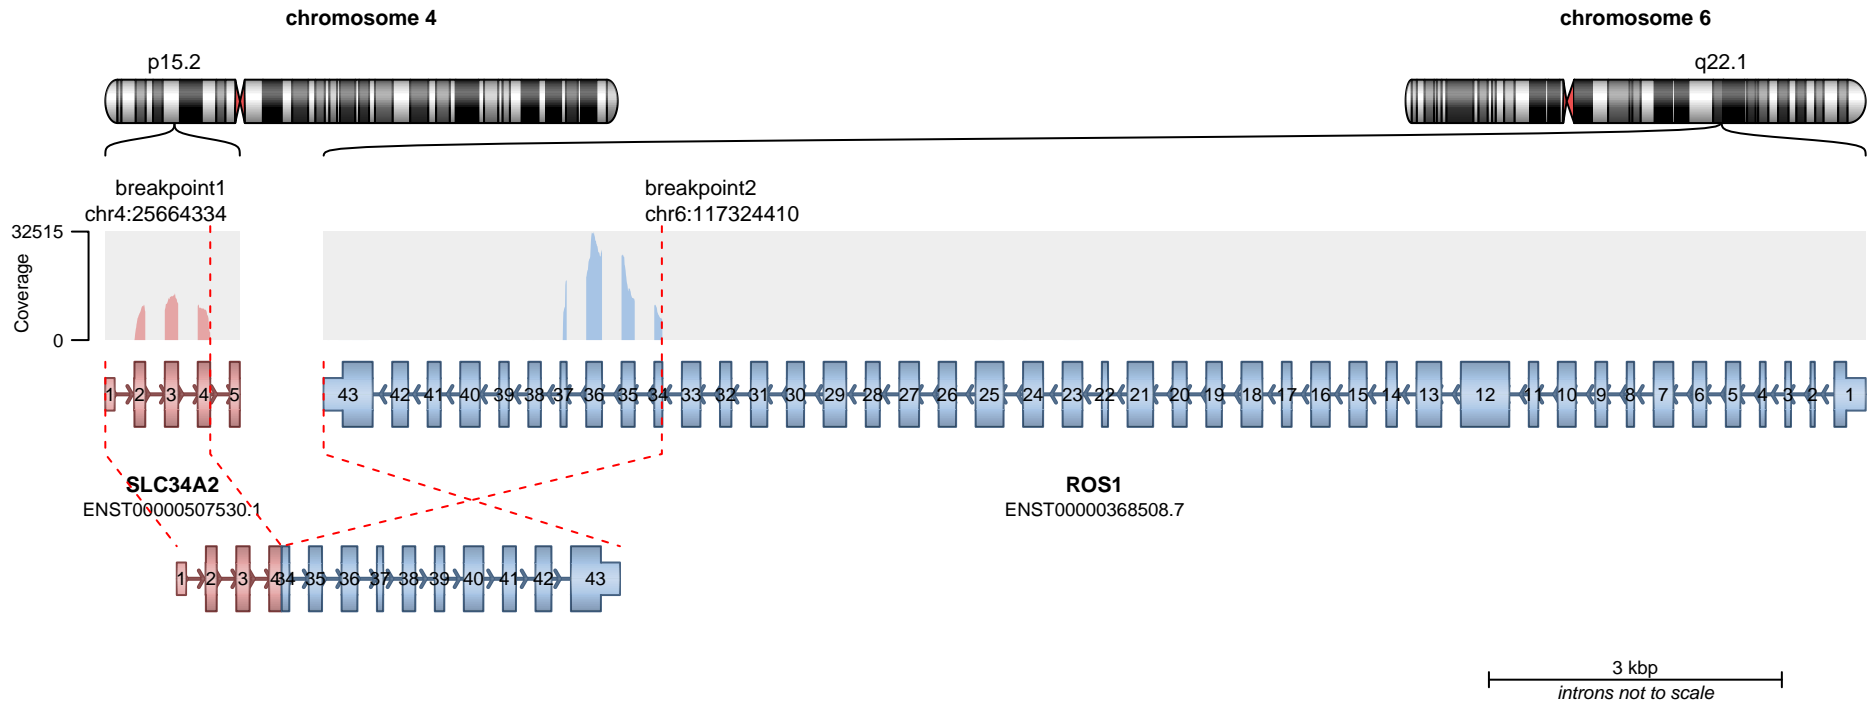 chromosome 4
chromosome 6
p15.2
q22.1
breakpoint1
chr4:25664334
breakpoint2
chr6:117324410
32515
Coverage
0
1 2 3 4 5
43 42 41 40 39 38 37 36 35 34 33 32 31 30 29 28 27 26 25 24 23 22 21 20 19 18 17 16 15 14 13 12 11 10 9 8 7 6 5 4 3 2 1
SLC34A2
ENST00000507530.1
ROS1
ENST00000368508.7
1 2 3 4 34 35 36 37 38 39 40 41 42 43
3 kbp
introns not to scale